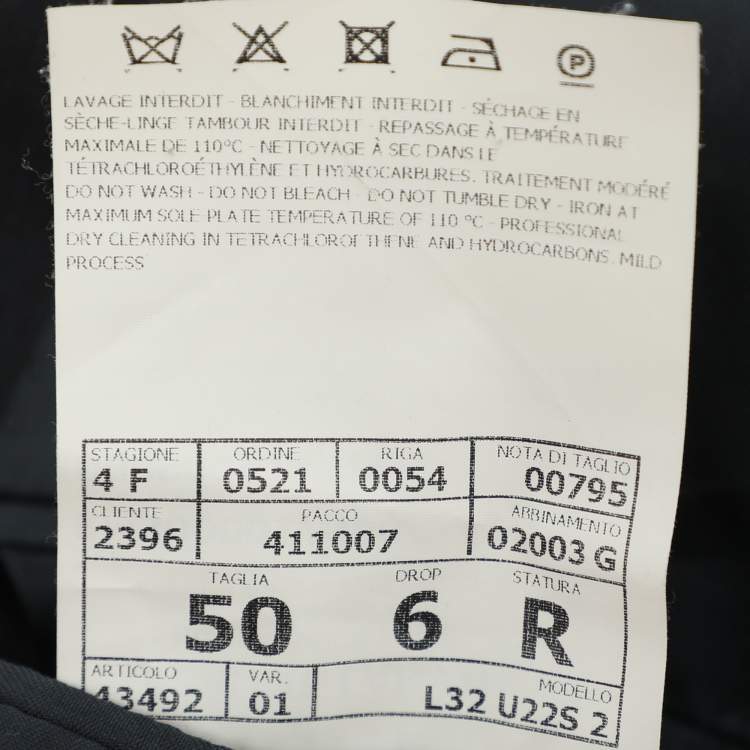 P
LAVAGE INTERDIT - BLANCHIMENT INTERDIT - SÉCHAGE EN
SÈCHE-LINGE TAMBOUR INTERDIT - REPASSAGE À TEMPÉRATURE
MAXIMALE DE 110°C - NETTOYAGE À SEC DANS LE
TÉTRACHLOROÉTHYLÈNE ET HYDROCARBURES. TRAITEMENT MODÉRÉ
DO NOT WASH - DO NOT BLEACH - DO NOT TUMBLE DRY - IRON AT
MAXIMUM SOLE PLATE TEMPERATURE OF 110 °C - PROFESSIONAL
DRY CLEANING IN TETRACHLOROETHENE AND HYDROCARBONS. MILD
PROCESS
STAGIONE ORDINE RIGA NOTA DI TAGLIO
4 F 0521 0054 00795
CLIENTE PACCO ABBINAMENTO
2396 411007 02003 G
TAGLIA DROP STATURA
50 6 R
ARTICOLO VAR. MODELLO
43492 01 L32 U22S 2